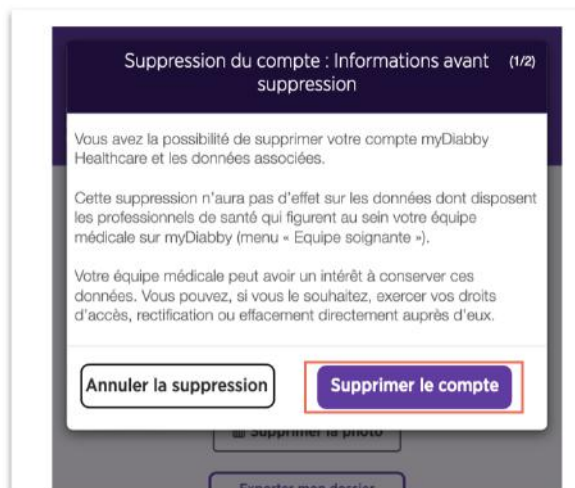 Suppression du compte : Informations avant (1/2)
suppression
Vous avez la possibilité de supprimer votre compte myDiabby
Healthcare et les données associées.
Cette suppression n'aura pas d'effet sur les données dont disposent
les professionnels de santé qui figurent au sein votre équipe
médicale sur myDiabby (menu « Equipe soignante »).
Votre équipe médicale peut avoir un intérêt à conserver ces
données. Vous pouvez, si vous le souhaitez, exercer vos droits
d'accès, rectification ou effacement directement auprès d'eux.
Annuler la suppression Supprimer le compte
Supprimer la photo
Exporter mon dossier